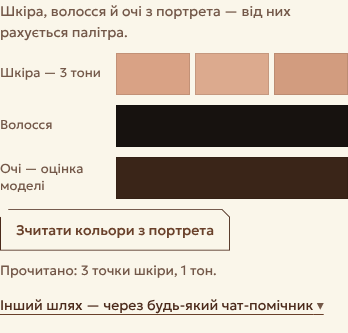 Шкіра, волосся й очі з портрета — від них
рахується палітра.
Шкіра — 3 тони
Волосся
Очі — оцінка
моделі
Зчитати кольори з портрета
Прочитано: 3 точки шкіри, 1 тон.
Інший шлях — через будь-який чат-помічник ▾